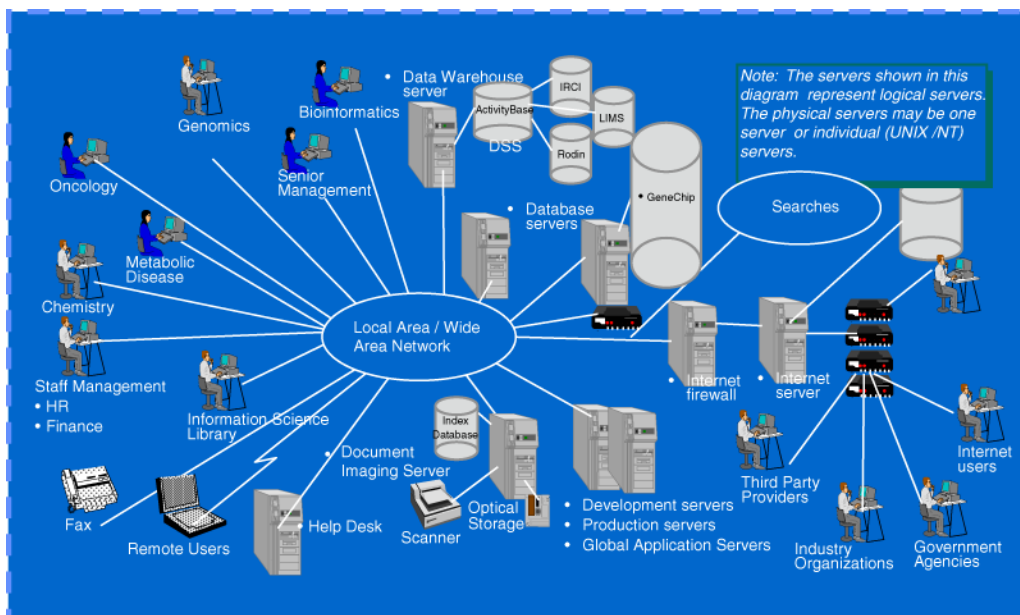 Genomics
Bioinformatics
• Data Warehouse
server
ActivityBase
DSS
IRCI
LIMS
Rodin
• GeneChip
Note: The servers shown in this
diagram represent logical servers.
The physical servers may be one
server or individual (UNIX /NT)
servers.
Searches
Oncology
Senior
Management
• Database
servers
Metabolic
Disease
Chemistry
Local Area / Wide
Area Network
Staff Management
• HR
• Finance
Information Science
Library
• Internet
firewall
• Internet
server
Index
Database
• Document
Imaging Server
Internet
users
Third Party
Providers
Fax
Remote Users
• Help Desk
Scanner
Optical
Storage
• Development servers
• Production servers
• Global Application Servers
Industry
Organizations
Government
Agencies